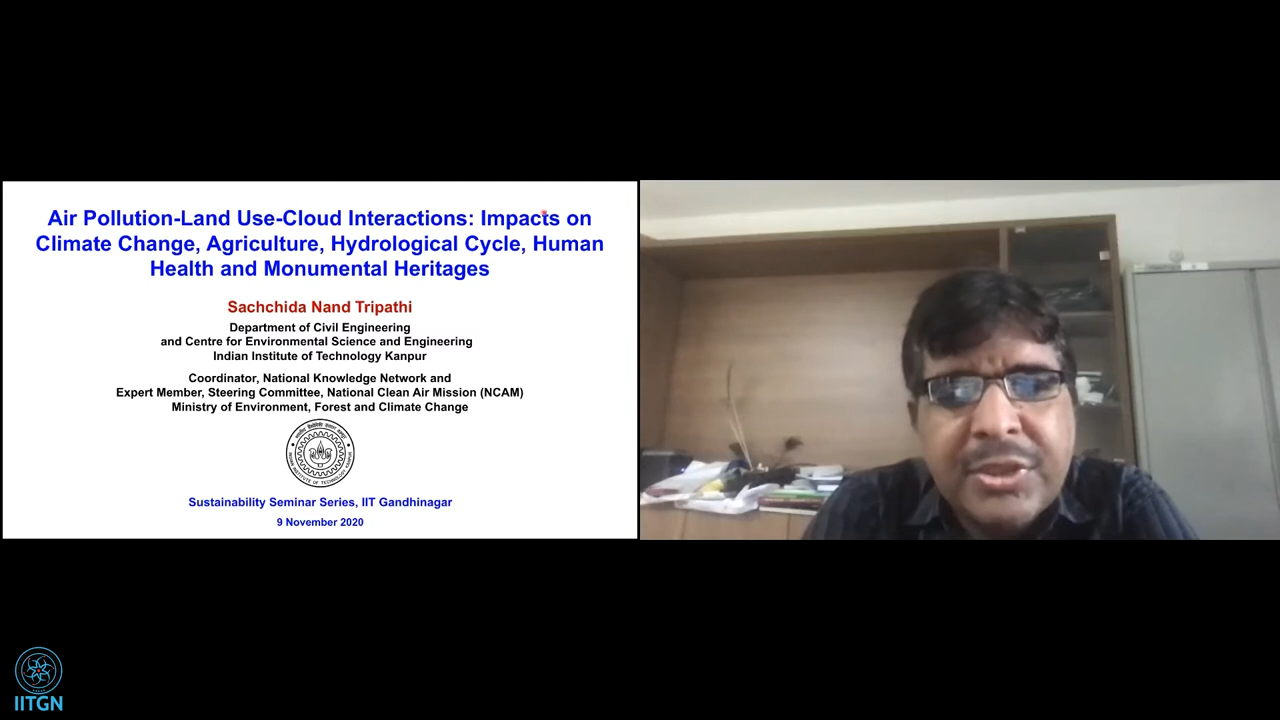 Air Pollution-Land Use-Cloud Interactions: Impacts on
Climate Change, Agriculture, Hydrological Cycle, Human
Health and Monumental Heritages
Sachchida Nand Tripathi
Department of Civil Engineering
and Centre for Environmental Science and Engineering
Indian Institute of Technology Kanpur
Coordinator, National Knowledge Network and
Expert Member, Steering Committee, National Clean Air Mission (NCAM)
Ministry of Environment, Forest and Climate Change
Sustainability Seminar Series, IIT Gandhinagar
9 November 2020
IITGN